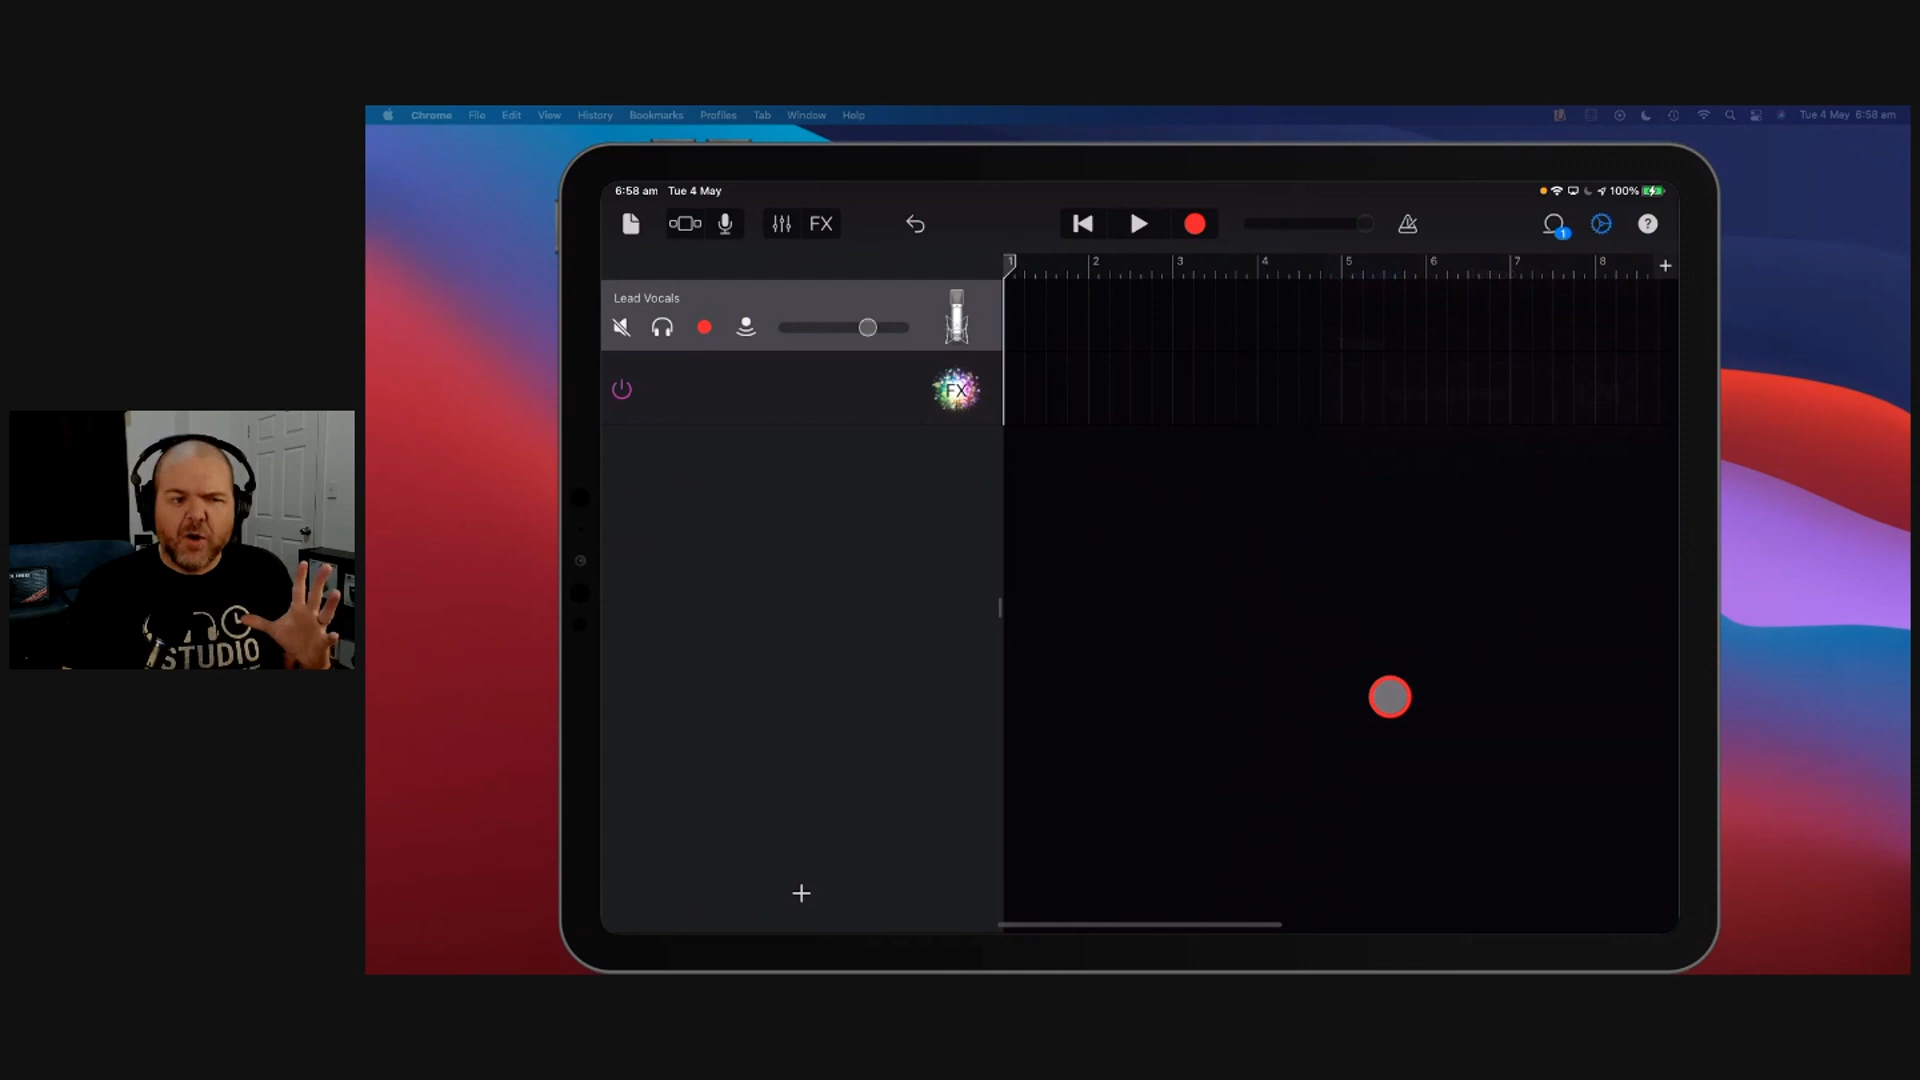 Chrome File Edit View History Bookmarks Profiles Tab Window Help
Tue 4 May 6:58 am
6:58 am Tue 4 May
100%
FX
1
?
1 2 3 4 5 6 7 8
Lead Vocals
FX
STUDIO